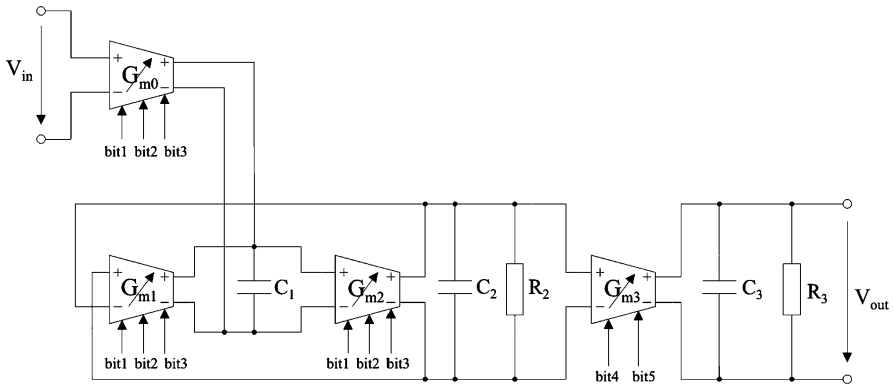 V_in
+ +
G_m0
− −
bit1 bit2 bit3
+ +
G_m1
− −
bit1 bit2 bit3
C_1
+ +
G_m2
− −
bit1 bit2 bit3
C_2
R_2
+ +
G_m3
− −
bit4 bit5
C_3
R_3
V_out